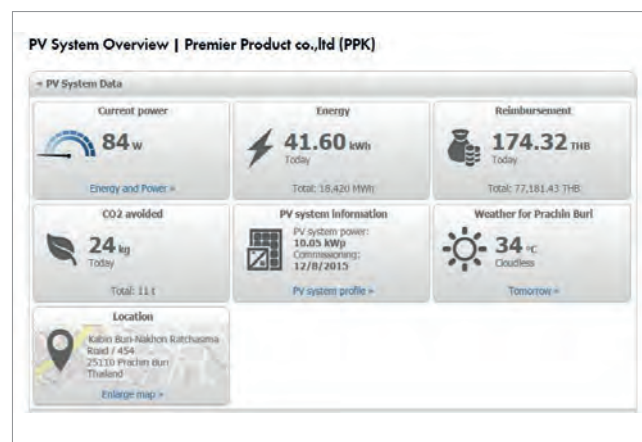 PV System Overview | Premier Product co.,ltd (PPK)
PV System Data
Current power
84 W
Energy and Power »
Energy
41.60 kWh
Today
Total: 18,420 MWh
Reimbursement
174.32 THB
Today
Total: 77,181.43 THB
CO2 avoided
24 kg
Today
Total: 11 t
PV system information
PV system power:
10.05 kWp
Commissioning:
12/8/2015
PV system profile »
Weather for Prachin Buri
34 °C
Cloudless
Tomorrow »
Location
Kabin Buri-Nakhon Ratchasma
Road / 454
25110 Prachin Buri
Thailand
Enlarge map »